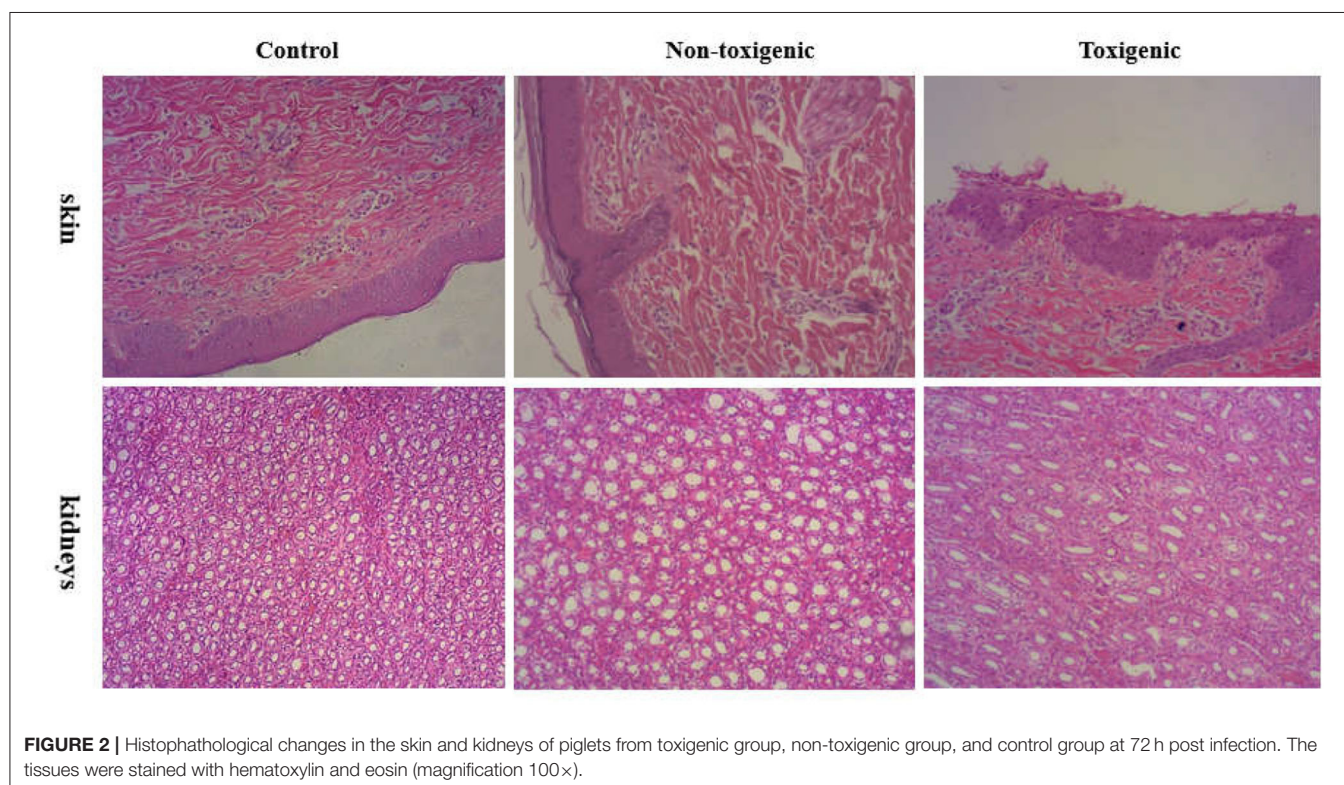 Control Non-toxigenic Toxigenic
skin
kidneys
FIGURE 2 | Histophathological changes in the skin and kidneys of piglets from toxigenic group, non-toxigenic group, and control group at 72 h post infection. The
tissues were stained with hematoxylin and eosin (magnification 100×).